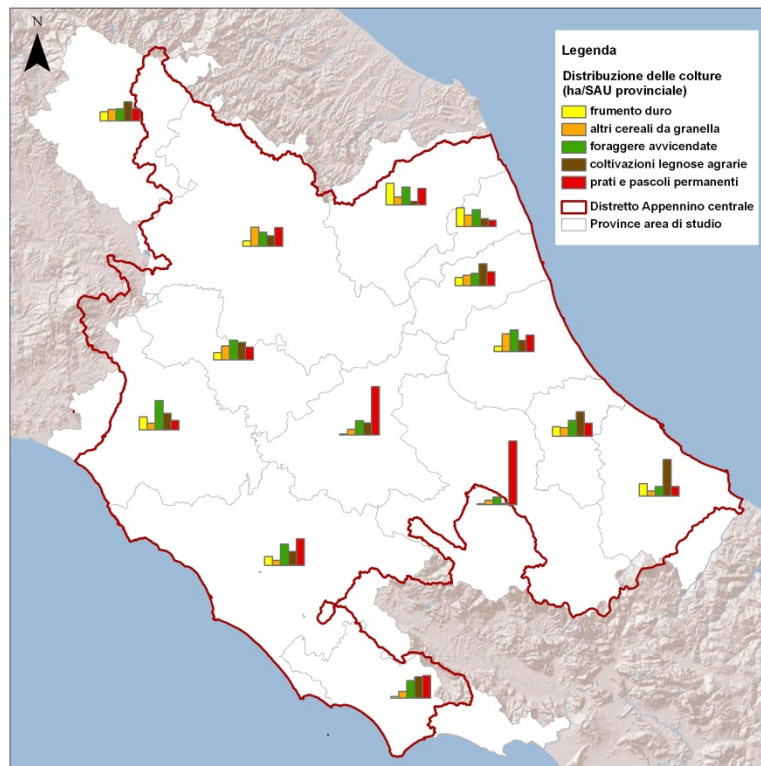 N
Legenda
Distribuzione delle colture
(ha/SAU provinciale)
frumento duro
altri cereali da granella
foraggere avvicendate
coltivazioni legnose agrarie
prati e pascoli permanenti
Distretto Appennino centrale
Province area di studio